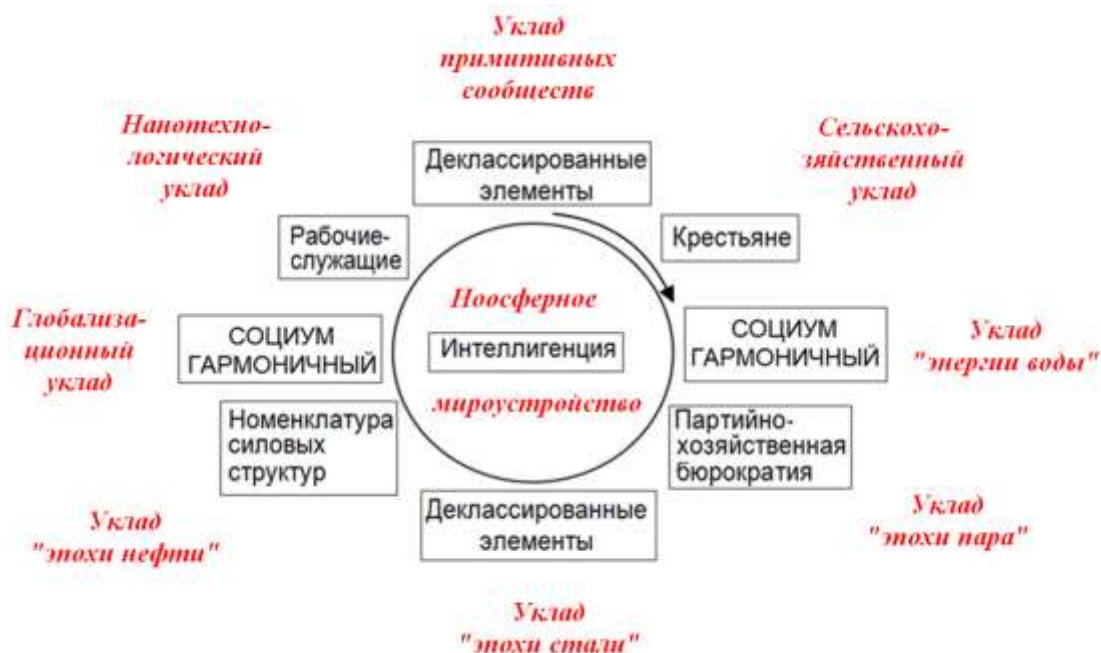 Уклад
примитивных
сообществ
Нанотехно-
логический
уклад
Сельскохо-
зяйственный
уклад
Деклассированные
элементы
Рабочие-
служащие
Крестьяне
Ноосферное
Глобализа-
ционный
уклад
СОЦИУМ
ГАРМОНИЧНЫЙ
Интеллигенция
СОЦИУМ
ГАРМОНИЧНЫЙ
Уклад
"энергии воды"
мироустройство
Номенклатура
силовых
структур
Партийно-
хозяйственная
бюрократия
Деклассированные
элементы
Уклад
"эпохи нефти"
Уклад
"эпохи пара"
Уклад
"эпохи стали"